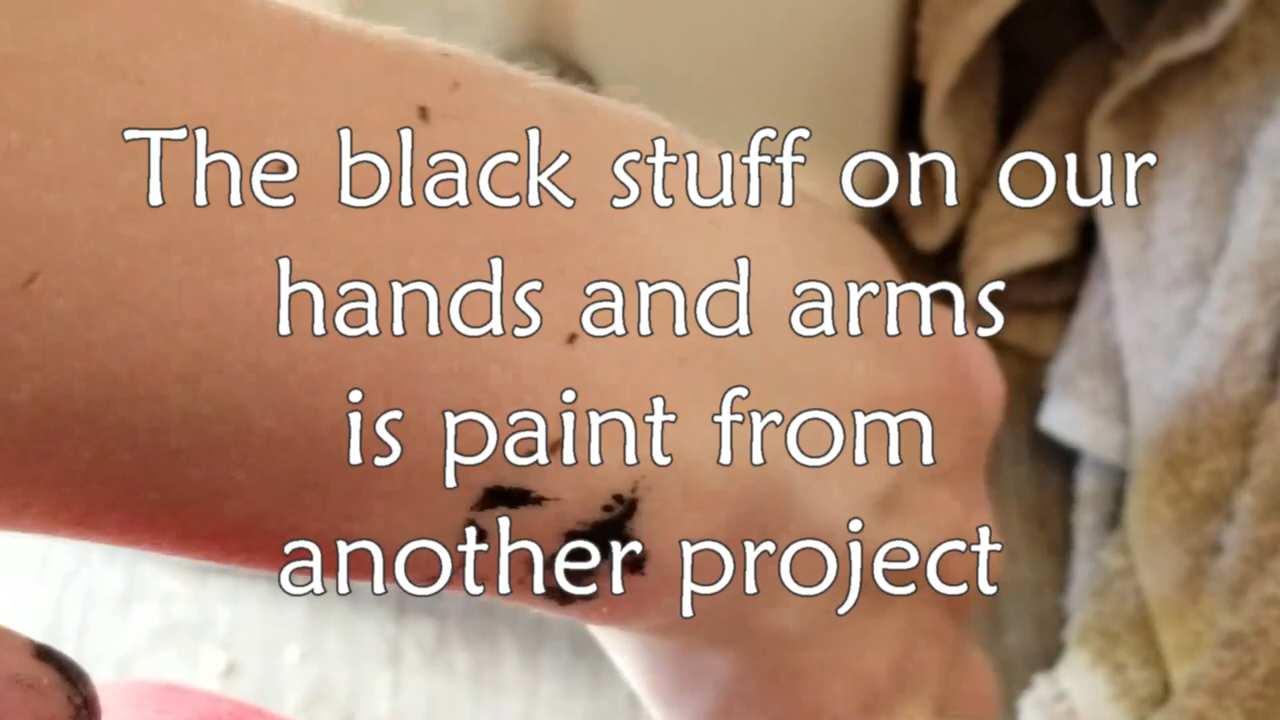 The black stuff on our
hands and arms
is paint from
another project